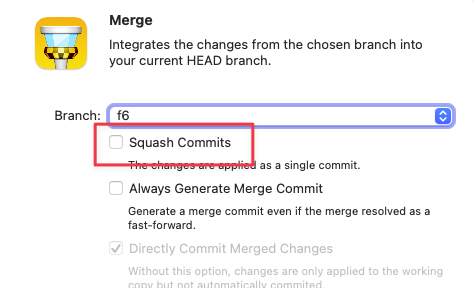 Merge
Integrates the changes from the chosen branch into
your current HEAD branch.
Branch: f6
Squash Commits
The changes are applied as a single commit.
Always Generate Merge Commit
Generate a merge commit even if the merge resolved as a
fast-forward.
Directly Commit Merged Changes
Without this option, changes are only applied to the working
copy but not automatically commited.